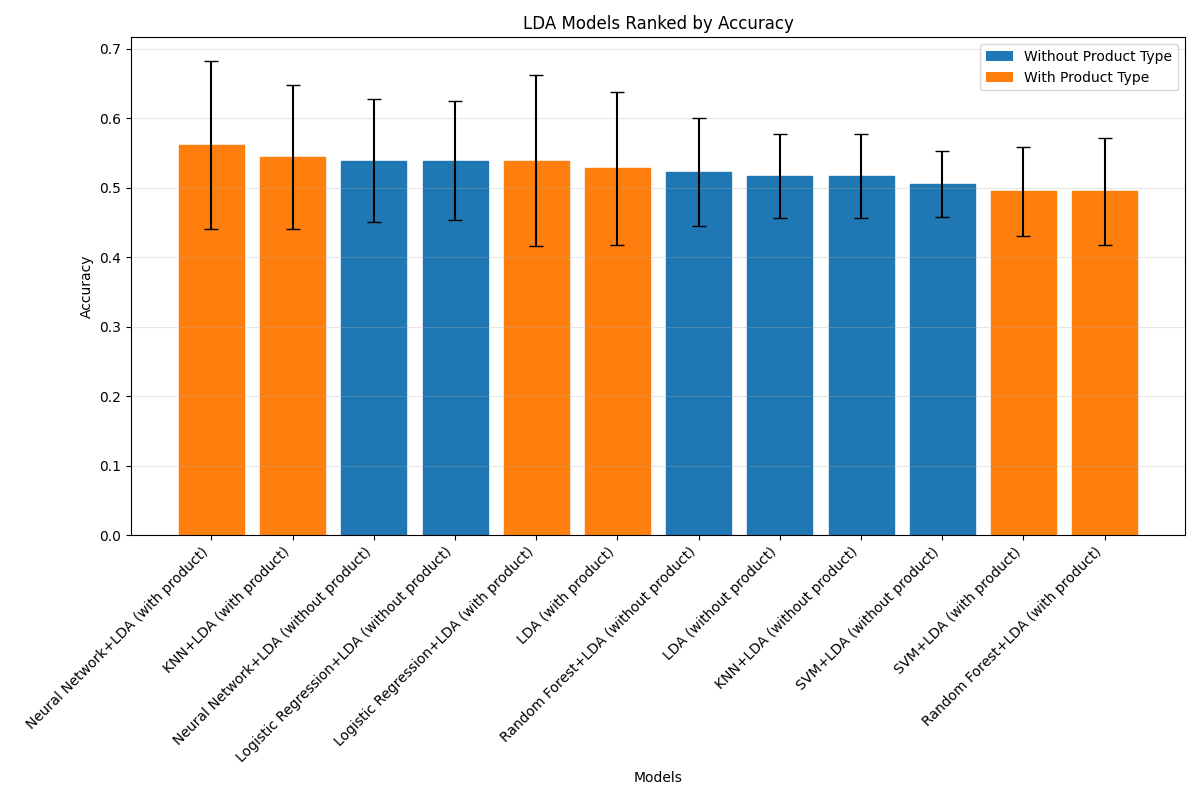 LDA Models Ranked by Accuracy
Without Product Type
With Product Type
Accuracy
0.7
0.6
0.5
0.4
0.3
0.2
0.1
0.0
Neural Network+LDA (with product)
KNN+LDA (with product)
Neural Network+LDA (without product)
Logistic Regression+LDA (without product)
Logistic Regression+LDA (with product)
LDA (with product)
Random Forest+LDA (without product)
LDA (without product)
KNN+LDA (without product)
SVM+LDA (without product)
SVM+LDA (with product)
Random Forest+LDA (with product)
Models